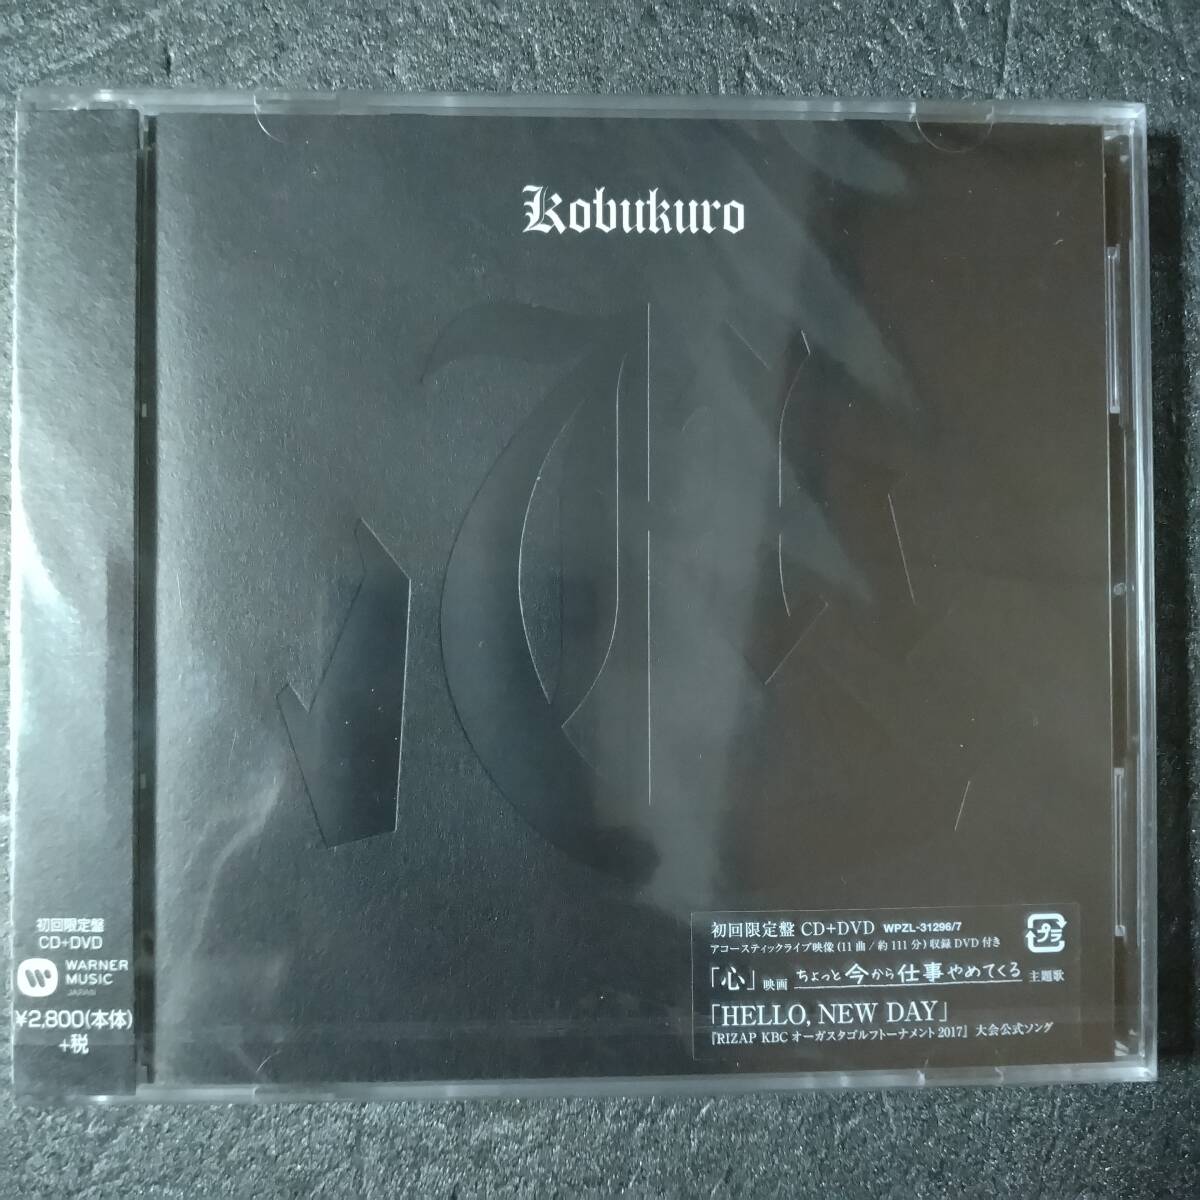 Kobukuro
初回限定盤
CD+DVD
WARNER
MUSIC
JAPAN
¥2,800(本体)
+税
初回限定盤 CD+DVD WPZL-31296/7
アコースティックライブ映像(11曲/約111分)収録DVD付き
プラ
「心」映画 ちょっと今から仕事やめてくる 主題歌
「HELLO, NEW DAY」
『RIZAP KBCオーガスタゴルフトーナメント2017』大会公式ソング